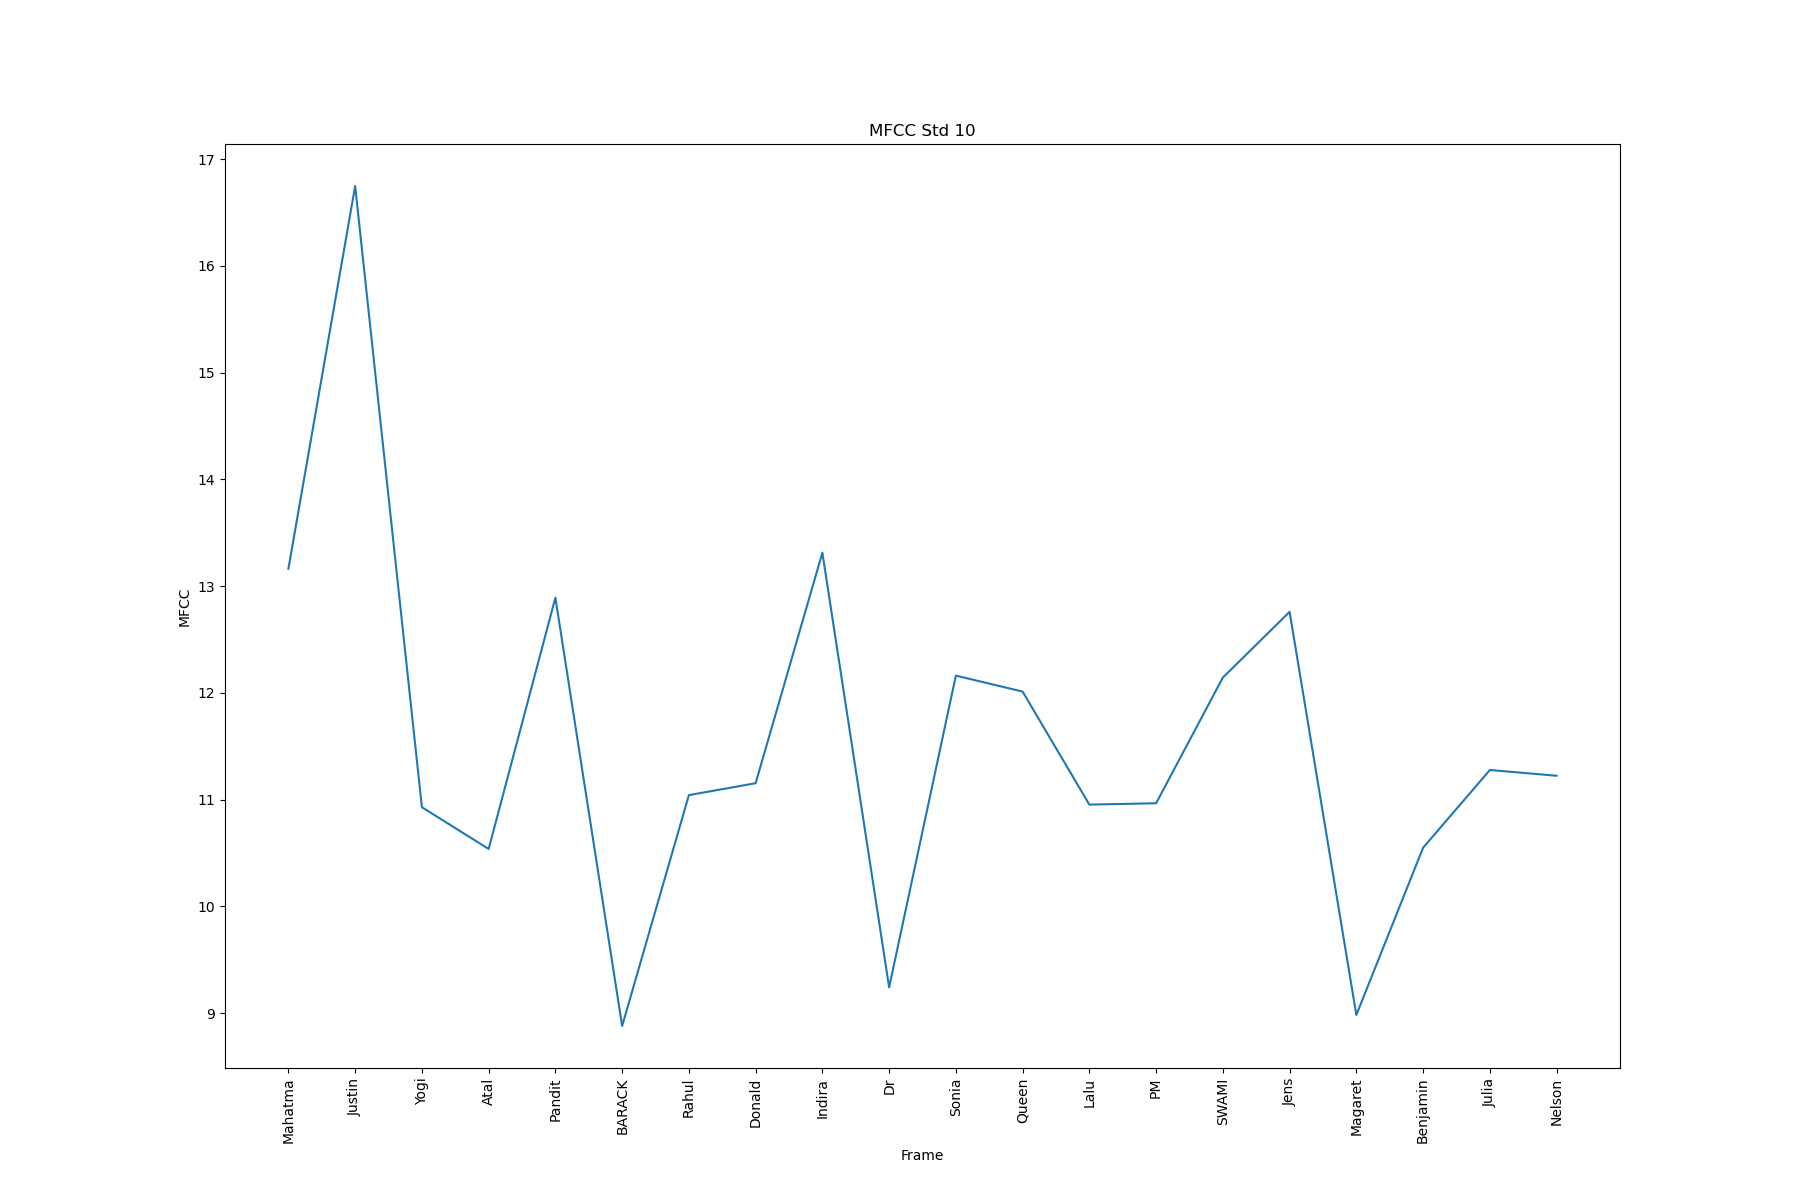 MFCC Std 10
17
16
15
14
13
12
11
10
9
MFCC
Mahatma
Justin
Yogi
Atal
Pandit
BARACK
Rahul
Donald
Indira
Dr
Sonia
Queen
Lalu
PM
SWAMI
Jens
Magaret
Benjamin
Julia
Nelson
Frame